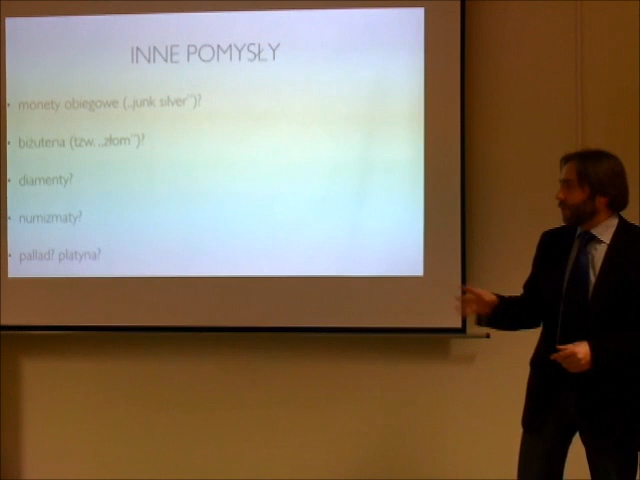 INNE POMYSŁY
• monety obiegowe („junk silver”)?
• biżuteria (tzw. „złom”)?
• diamenty?
• numizmaty?
• pallad? platyna?